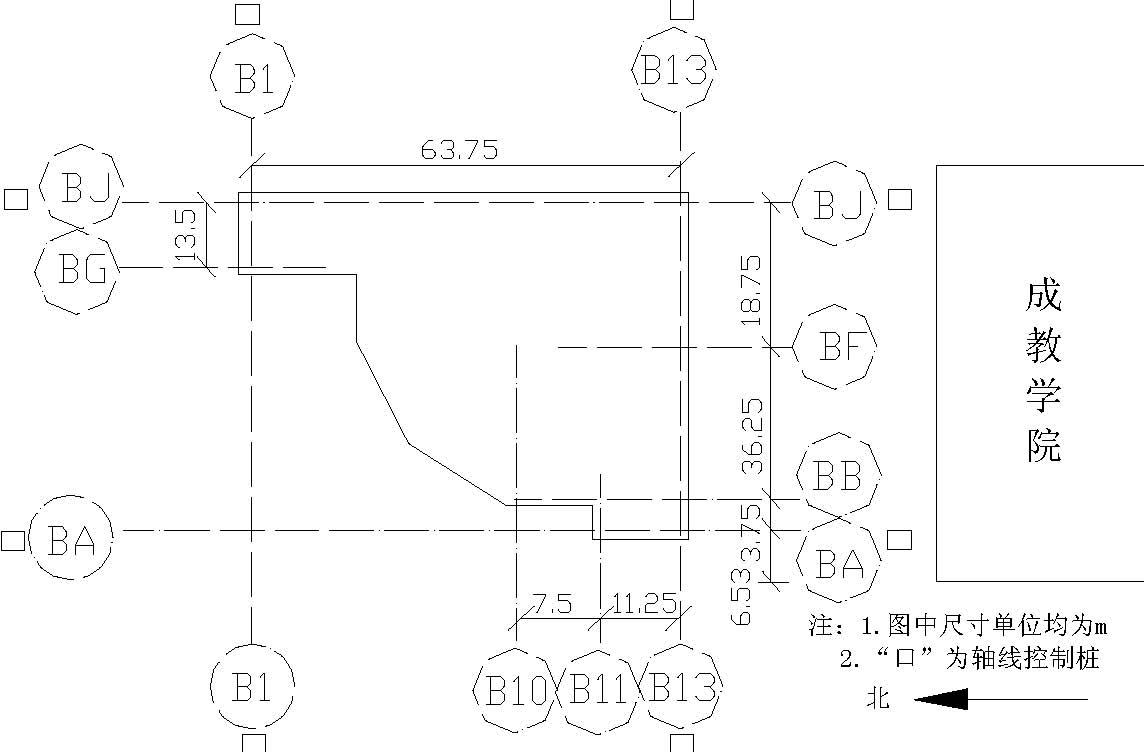 B1
B13
63.75
BJ
BJ
13.5
BG
18.75
成教学院
BF
36.25
BB
BA
3.75
BA
6.53
7.5
11.25
注：1.图中尺寸单位均为m
2.“口”为轴线控制桩
B1
B10
B11
B13
北